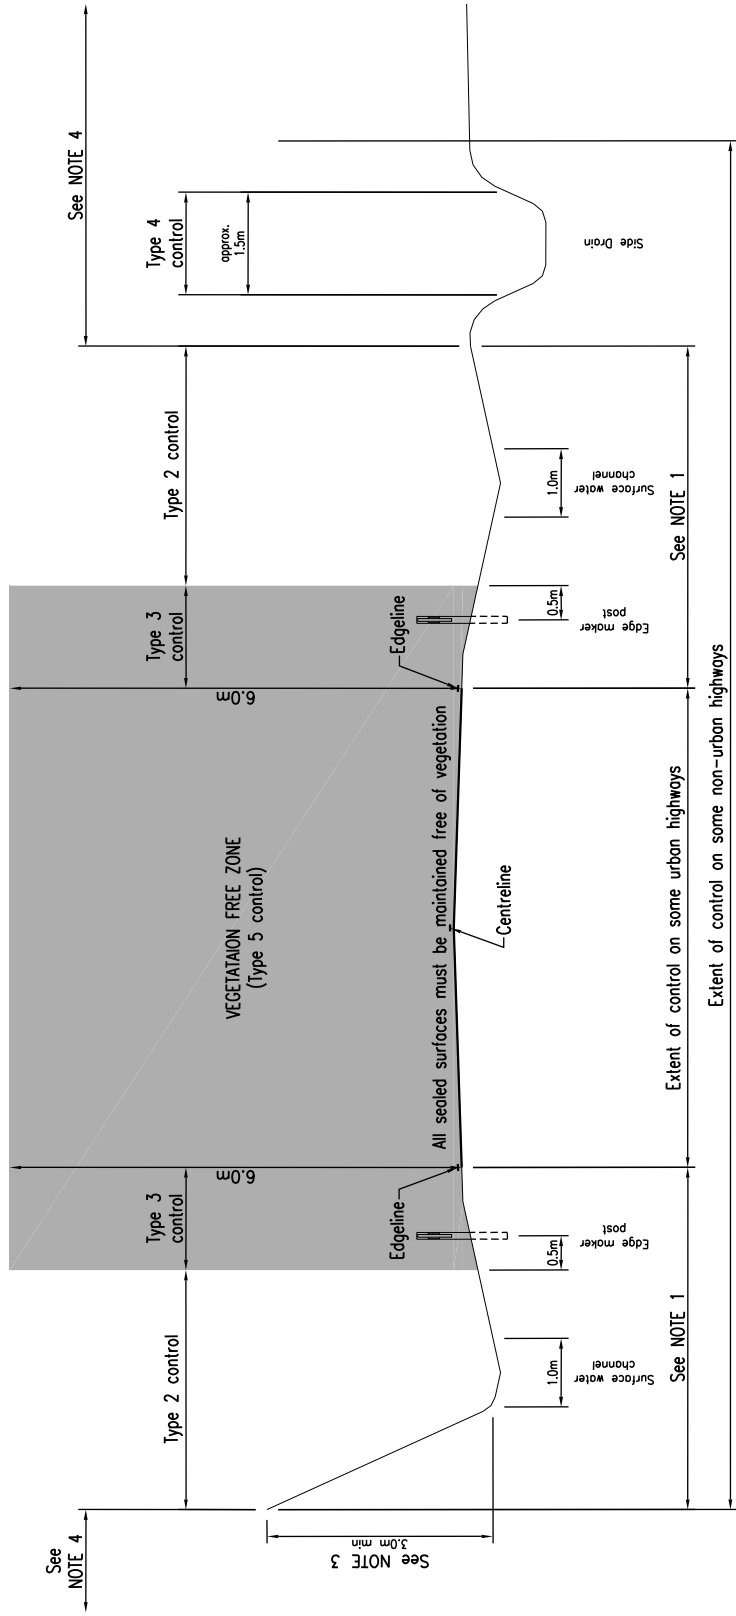 See
NOTE 4
See NOTE 4
Type 2 control
Type 3
control
VEGETATAION FREE ZONE
(Type 5 control)
Type 3
control
Type 2 control
Type 4
control
approx.
1.5m
6.0m
6.0m
See NOTE 3
3.0m min
Edgeline
All sealed surfaces must be maintained free of vegetation
Edgeline
Centreline
1.0m
Surface water
channel
0.5m
Edge maker
post
0.5m
Edge maker
post
1.0m
Surface water
channel
Side Drain
See NOTE 1
Extent of control on some urban highways
See NOTE 1
Extent of control on some non-urban highways